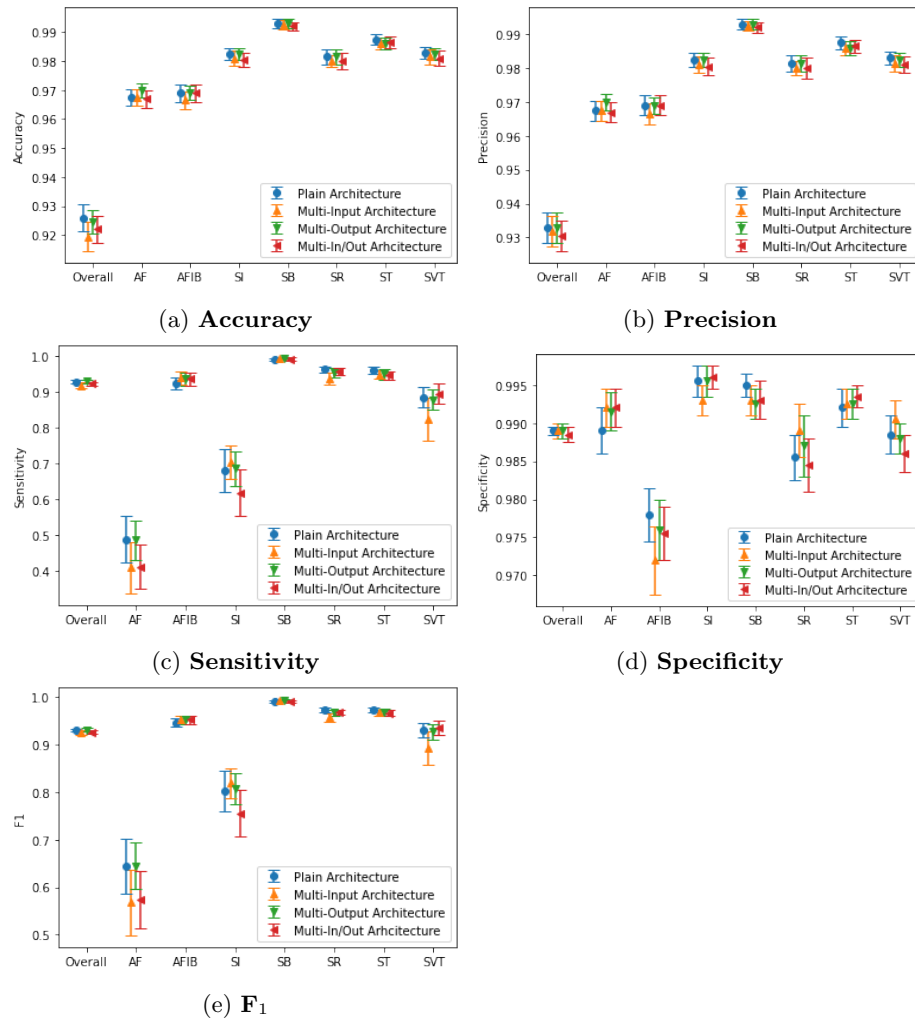 Accuracy
0.99
0.98
0.97
0.96
0.95
0.94
0.93
0.92
Plain Architecture
Multi-Input Architecture
Multi-Output Architecture
Multi-In/Out Arhcitecture
Overall AF AFIB SI SB SR ST SVT
(a) Accuracy
Precision
0.99
0.98
0.97
0.96
0.95
0.94
0.93
Plain Architecture
Multi-Input Architecture
Multi-Output Architecture
Multi-In/Out Arhcitecture
Overall AF AFIB SI SB SR ST SVT
(b) Precision
Sensitivity
1.0
0.9
0.8
0.7
0.6
0.5
0.4
Plain Architecture
Multi-Input Architecture
Multi-Output Architecture
Multi-In/Out Arhcitecture
Overall AF AFIB SI SB SR ST SVT
(c) Sensitivity
Specificity
0.995
0.990
0.985
0.980
0.975
0.970
Plain Architecture
Multi-Input Architecture
Multi-Output Architecture
Multi-In/Out Arhcitecture
Overall AF AFIB SI SB SR ST SVT
(d) Specificity
F1
1.0
0.9
0.8
0.7
0.6
0.5
Plain Architecture
Multi-Input Architecture
Multi-Output Architecture
Multi-In/Out Arhcitecture
Overall AF AFIB SI SB SR ST SVT
(e) F₁